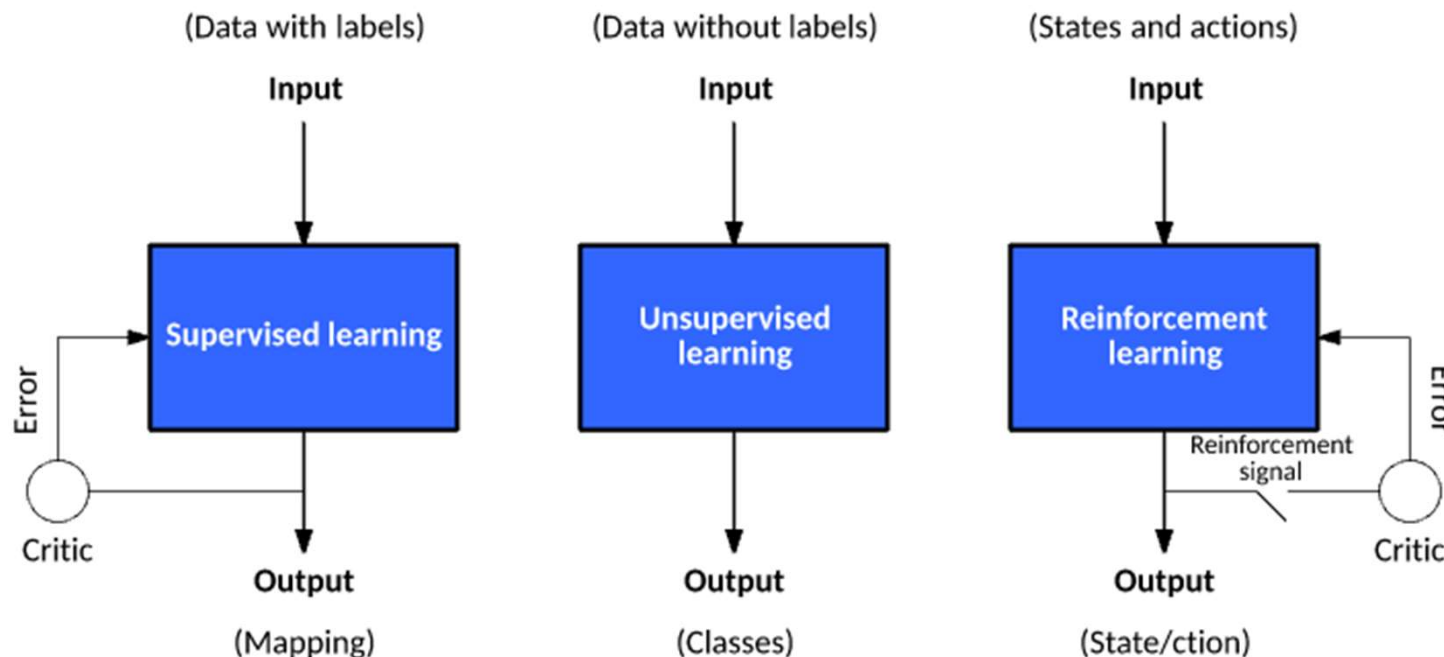 (Data with labels)
Input
Supervised learning
Error
Critic
Output
(Mapping)
(Data without labels)
Input
Unsupervised
learning
Output
(Classes)
(States and actions)
Input
Reinforcement
learning
Reinforcement
signal
Error
Critic
Output
(State/ction)